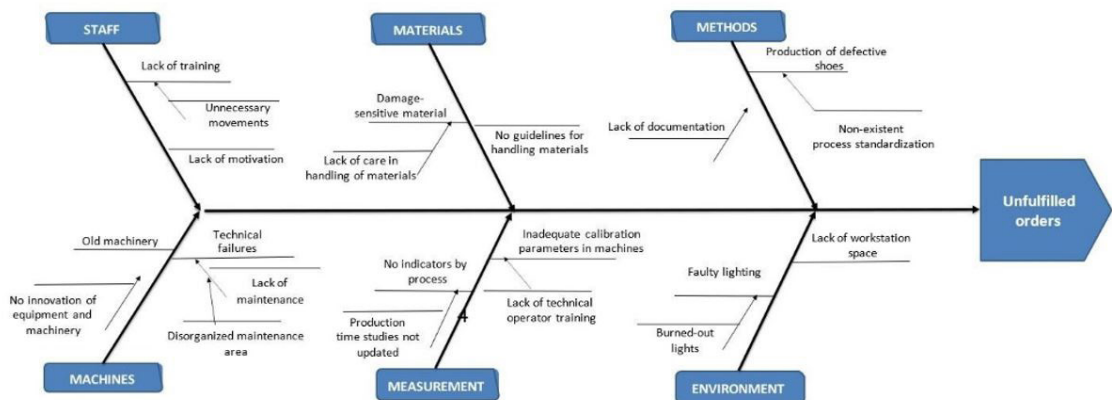 STAFF
Lack of training
Unnecessary
movements
Lack of motivation
MATERIALS
Damage-
sensitive material
No guidelines for
handling materials
Lack of care in
handling of materials
METHODS
Production of defective
shoes
Lack of documentation
Non-existent
process standardization
Unfulfilled
orders
Old machinery
Technical
failures
Lack of
maintenance
No innovation of
equipment and
machinery
Disorganized maintenance
area
MACHINES
Inadequate calibration
parameters in machines
No indicators by
process
Lack of technical
operator training
4
Production
time studies not
updated
MEASUREMENT
Lack of workstation
space
Faulty lighting
Burned-out
lights
ENVIRONMENT